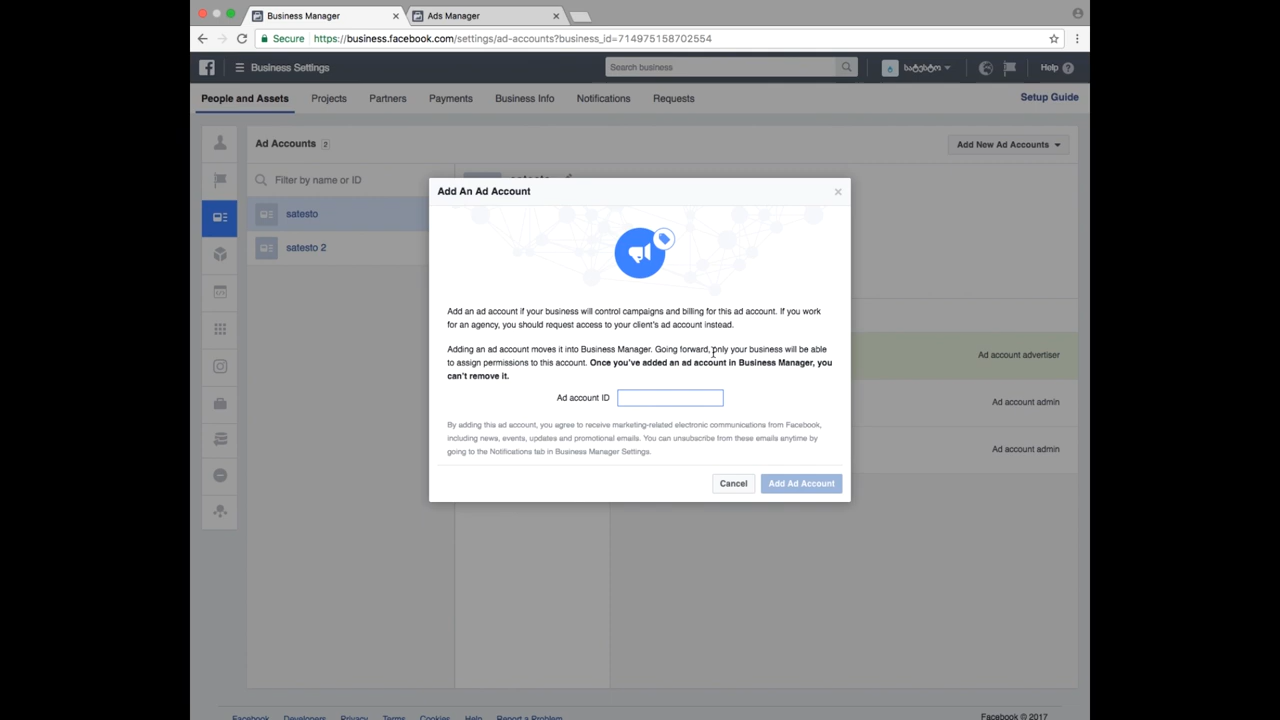 Business Manager
Ads Manager
Secure https://business.facebook.com/settings/ad-accounts?business_id=714975158702554
Business Settings
Search business
სატესტო
Help
People and Assets Projects Partners Payments Business Info Notifications Requests Setup Guide
Ad Accounts 2
Add New Ad Accounts
Filter by name or ID
satesto
satesto 2
Add An Ad Account
Add an ad account if your business will control campaigns and billing for this ad account. If you work
for an agency, you should request access to your client's ad account instead.
Adding an ad account moves it into Business Manager. Going forward, only your business will be able
to assign permissions to this account. Once you've added an ad account in Business Manager, you
can't remove it.
Ad account ID
By adding this ad account, you agree to receive marketing-related electronic communications from Facebook,
including news, events, updates and promotional emails. You can unsubscribe from these emails anytime by
going to the Notifications tab in Business Manager Settings.
Cancel Add Ad Account
Ad account advertiser
Ad account admin
Ad account admin
Facebook Developers Privacy Terms Cookies Help Report a Problem
Facebook © 2017